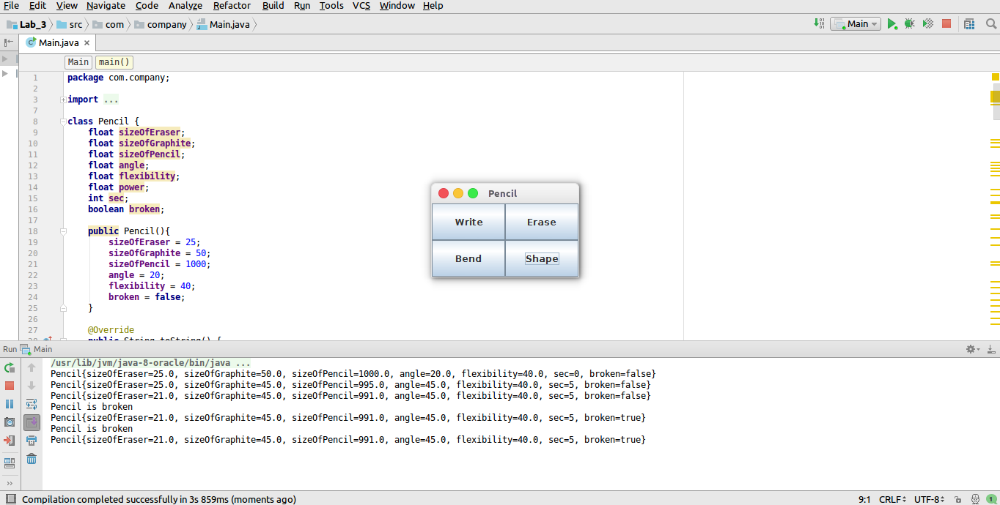 File Edit View Navigate Code Analyze Refactor Build Run Tools VCS Window Help
Lab_3 src com company Main.java Main
Main.java
Main main()
1 package com.company;
2
3 import ...
7
8 class Pencil {
9 float sizeOfEraser;
10 float sizeOfGraphite;
11 float sizeOfPencil;
12 float angle;
13 float flexibility;
14 float power;
15 int sec;
16 boolean broken;
17
18 public Pencil(){
19 sizeOfEraser = 25;
20 sizeOfGraphite = 50;
21 sizeOfPencil = 1000;
22 angle = 20;
23 flexibility = 40;
24 broken = false;
25 }
26
27 @Override
28 public String toString() {
Pencil
Write Erase
Bend Shape
Run Main
/usr/lib/jvm/java-8-oracle/bin/java ...
Pencil{sizeOfEraser=25.0, sizeOfGraphite=50.0, sizeOfPencil=1000.0, angle=20.0, flexibility=40.0, sec=0, broken=false}
Pencil{sizeOfEraser=25.0, sizeOfGraphite=45.0, sizeOfPencil=995.0, angle=45.0, flexibility=40.0, sec=5, broken=false}
Pencil{sizeOfEraser=21.0, sizeOfGraphite=45.0, sizeOfPencil=991.0, angle=45.0, flexibility=40.0, sec=5, broken=false}
Pencil is broken
Pencil{sizeOfEraser=21.0, sizeOfGraphite=45.0, sizeOfPencil=991.0, angle=45.0, flexibility=40.0, sec=5, broken=true}
Pencil is broken
Pencil{sizeOfEraser=21.0, sizeOfGraphite=45.0, sizeOfPencil=991.0, angle=45.0, flexibility=40.0, sec=5, broken=true}
Compilation completed successfully in 3s 859ms (moments ago) 9:1 CRLF UTF-8 1